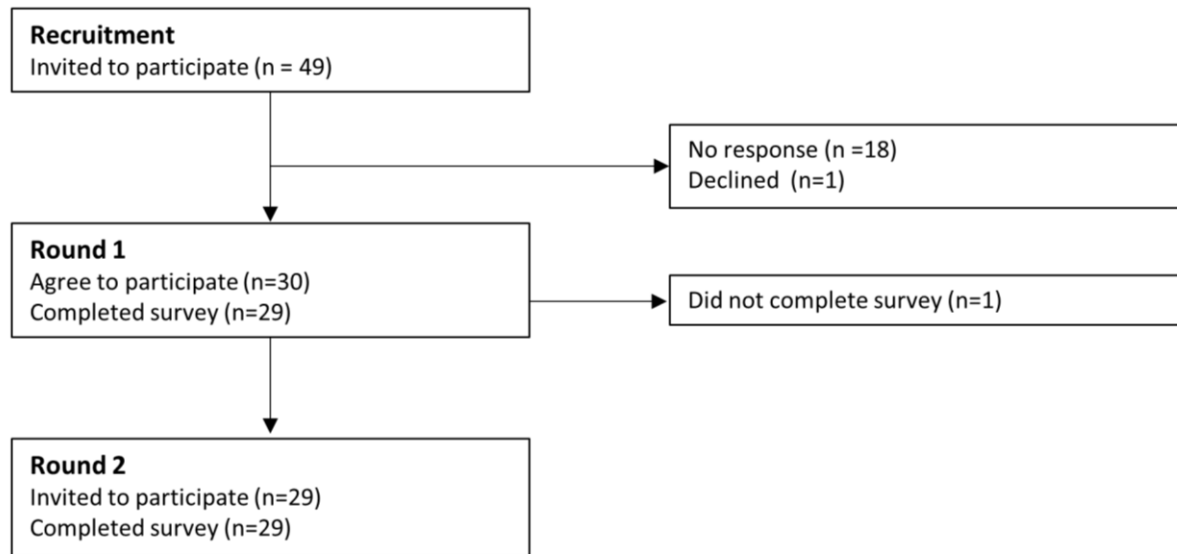 Recruitment
Invited to participate (n = 49)
No response (n =18)
Declined  (n=1)
Round 1
Agree to participate (n=30)
Completed survey (n=29)
Did not complete survey (n=1)
Round 2
Invited to participate (n=29)
Completed survey (n=29)